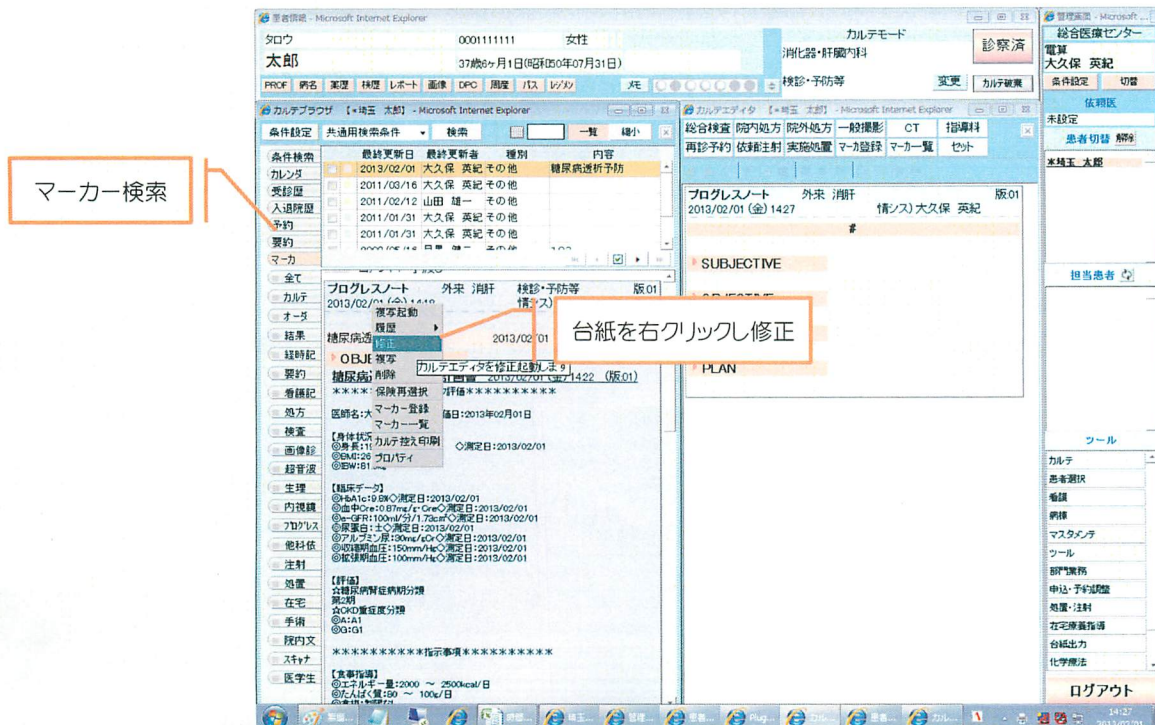 マーカー検索
台紙を右クリックし修正
患者情報 - Microsoft Internet Explorer
タロウ 0001111111 女性
太郎 37歳6ヶ月1日(昭和50年07月31日)
カルテモード
消化器・肝臓内科
検診・予防等 変更
診察済
カルテ破棄
PROF 病名 薬歴 検歴 レポート 画像 DPC 周産 パス レジメン メモ
カルテブラウザ 【*埼玉 太郎】 - Microsoft Internet Explorer
条件設定 共通用検索条件 検索 一覧 縮小
条件検索
カレンダ
受診歴
入退院歴
予約
要約
マーカ
最終更新日 最終更新者 種別 内容
2013/02/01 大久保 英紀 その他 糖尿病透析予防
2011/03/16 大久保 英紀 その他
2011/02/12 山田 雄一 その他
2011/01/31 大久保 英紀 その他
2011/01/31 大久保 英紀 その他
全て
カルテ
オーダ
結果
経時記
要約
看護記
処方
検査
画像診
超音波
生理
内視鏡
プログレス
他科依
注射
処置
在宅
手術
院内文
スキャナ
医学生
プログレスノート 外来 消肝 検診・予防等 版01
2013/02/01 (金) 1418
糖尿病透 2013/02/01
複写起動
履歴
修正
複写
削除
保険再選択
マーカー登録
マーカー一覧
カルテ控え印刷
プロパティ
カルテエディタを修正起動します
OBJE
2013/02/01 (金) 1422 (版:01)
医師名:大 価日:2013年02月01日
【身体状況
◇測定日:2013/02/01
【臨床データ】
◎HbA1c:9.8%◇測定日:2013/02/01
◎血中Cre:0.87mg/g・Cre◇測定日:2013/02/01
◎e-GFR:100ml/分/1.73cm²◇測定日:2013/02/01
◎尿蛋白:±◇測定日:2013/02/01
◎アルブミン尿:30mg/gCr◇測定日:2013/02/01
◎収縮期血圧:150mm/Hg◇測定日:2013/02/01
◎拡張期血圧:100mm/Hg◇測定日:2013/02/01
【評価】
☆糖尿病腎症病期分類
第2期
☆CKD重症度分類
◎A:A1
◎G:G1
**********指示事項**********
【食事指導】
◎エネルギー量:2000 ~ 2500kcal/日
◎たんぱく質:80 ~ 100g/日
カルテエディタ 【*埼玉 太郎】 - Microsoft Internet Explorer
総合検査 院内処方 院外処方 一般撮影 CT 指導料
再診予約 依頼注射 実施処置 マーカ登録 マーカー一覧 セット
プログレスノート 外来 消肝 版01
2013/02/01 (金) 1427 情シス) 大久保 英紀
#
SUBJECTIVE
PLAN
管理画面 - Microsoft ...
総合医療センター
電算
大久保 英紀
条件設定 切替
依頼医
未設定
患者切替 解除
*埼玉 太郎
担当患者
ツール
カルテ
患者選択
看護
病棟
マスタメンテ
ツール
部門業務
申込・予約調整
処置・注射
在宅療養指導
台紙出力
化学療法
ログアウト
14:27
2013/02/01